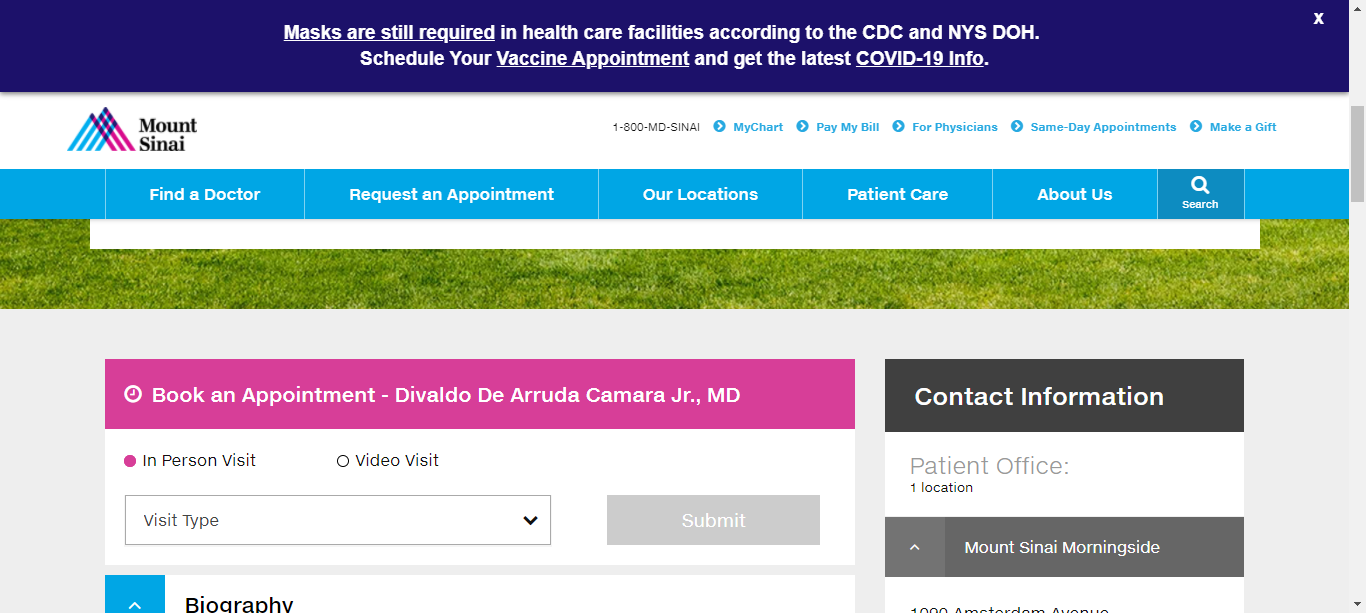 Masks are still required in health care facilities according to the CDC and NYS DOH.
Schedule Your Vaccine Appointment and get the latest COVID-19 Info.
X
Mount
Sinai
1-800-MD-SINAI MyChart Pay My Bill For Physicians Same-Day Appointments Make a Gift
Find a Doctor Request an Appointment Our Locations Patient Care About Us Search
Book an Appointment - Divaldo De Arruda Camara Jr., MD
In Person Visit Video Visit
Visit Type Submit
Biography
Contact Information
Patient Office:
1 location
Mount Sinai Morningside
1090 Amsterdam Avenue